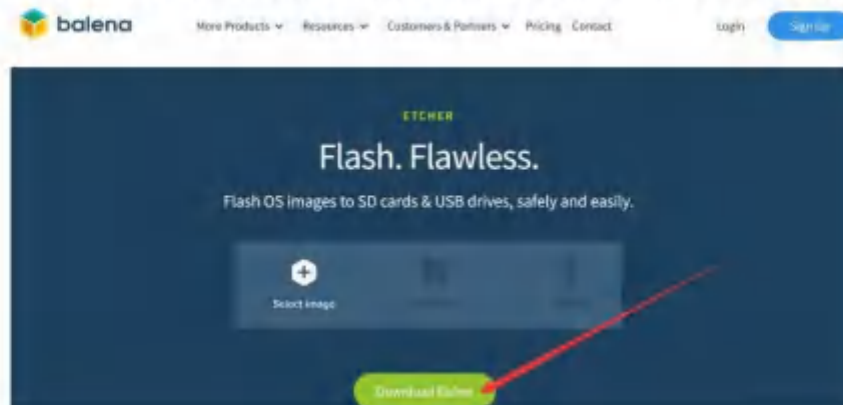 balena
More Products Resources Customers & Partners Pricing Contact Login Sign Up
ETCHER
Flash. Flawless.
Flash OS images to SD cards & USB drives, safely and easily.
Select image
Download Etcher